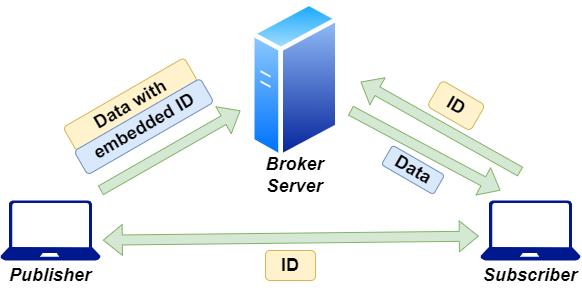 Data with
embedded ID
ID
Data
Broker
Server
Publisher
ID
Subscriber